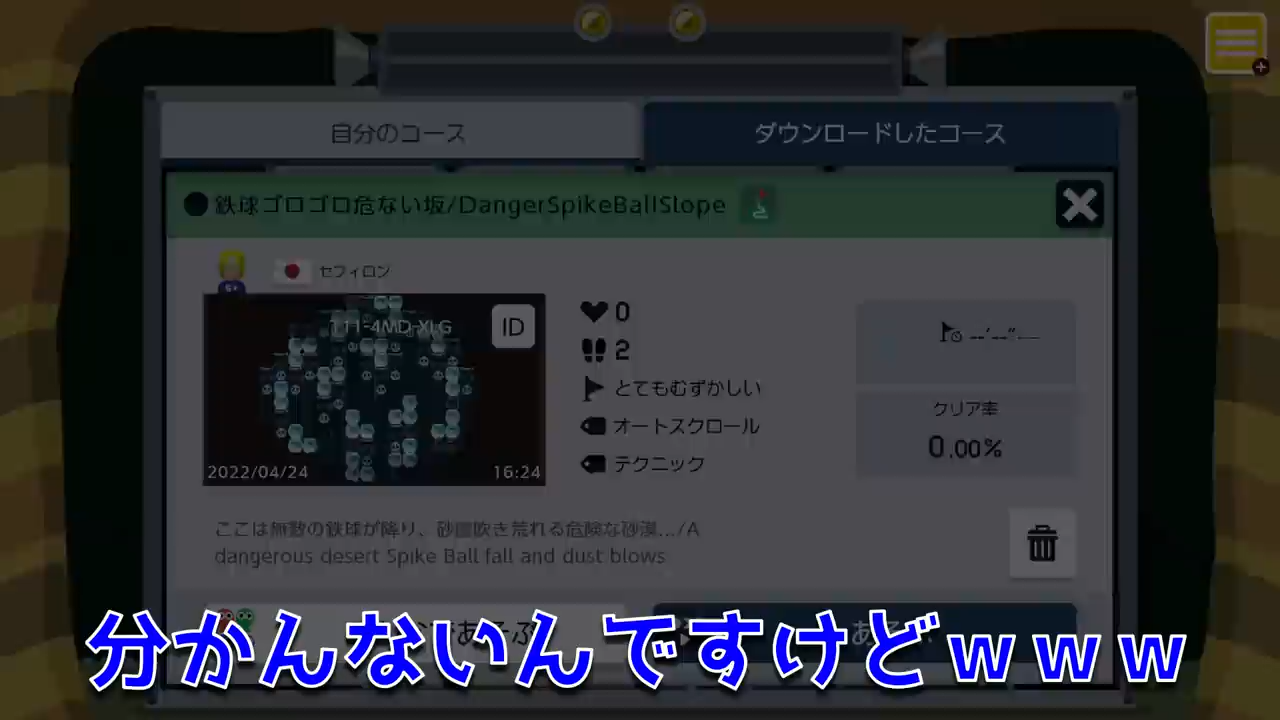 自分のコース
ダウンロードしたコース
●鉄球ゴロゴロ危ない坂/DangerSpikeBallSlope
セフィロン
T11-4MD-XLG
ID
2022/04/24
16:24
0
2
とてもむずかしい
オートスクロール
テクニック
--'--"---
クリア率
0.00%
ここは無数の鉄球が降り、砂塵吹き荒れる危険な砂漠.../A
dangerous desert Spike Ball fall and dust blows
分かんないんですけどｗｗｗ